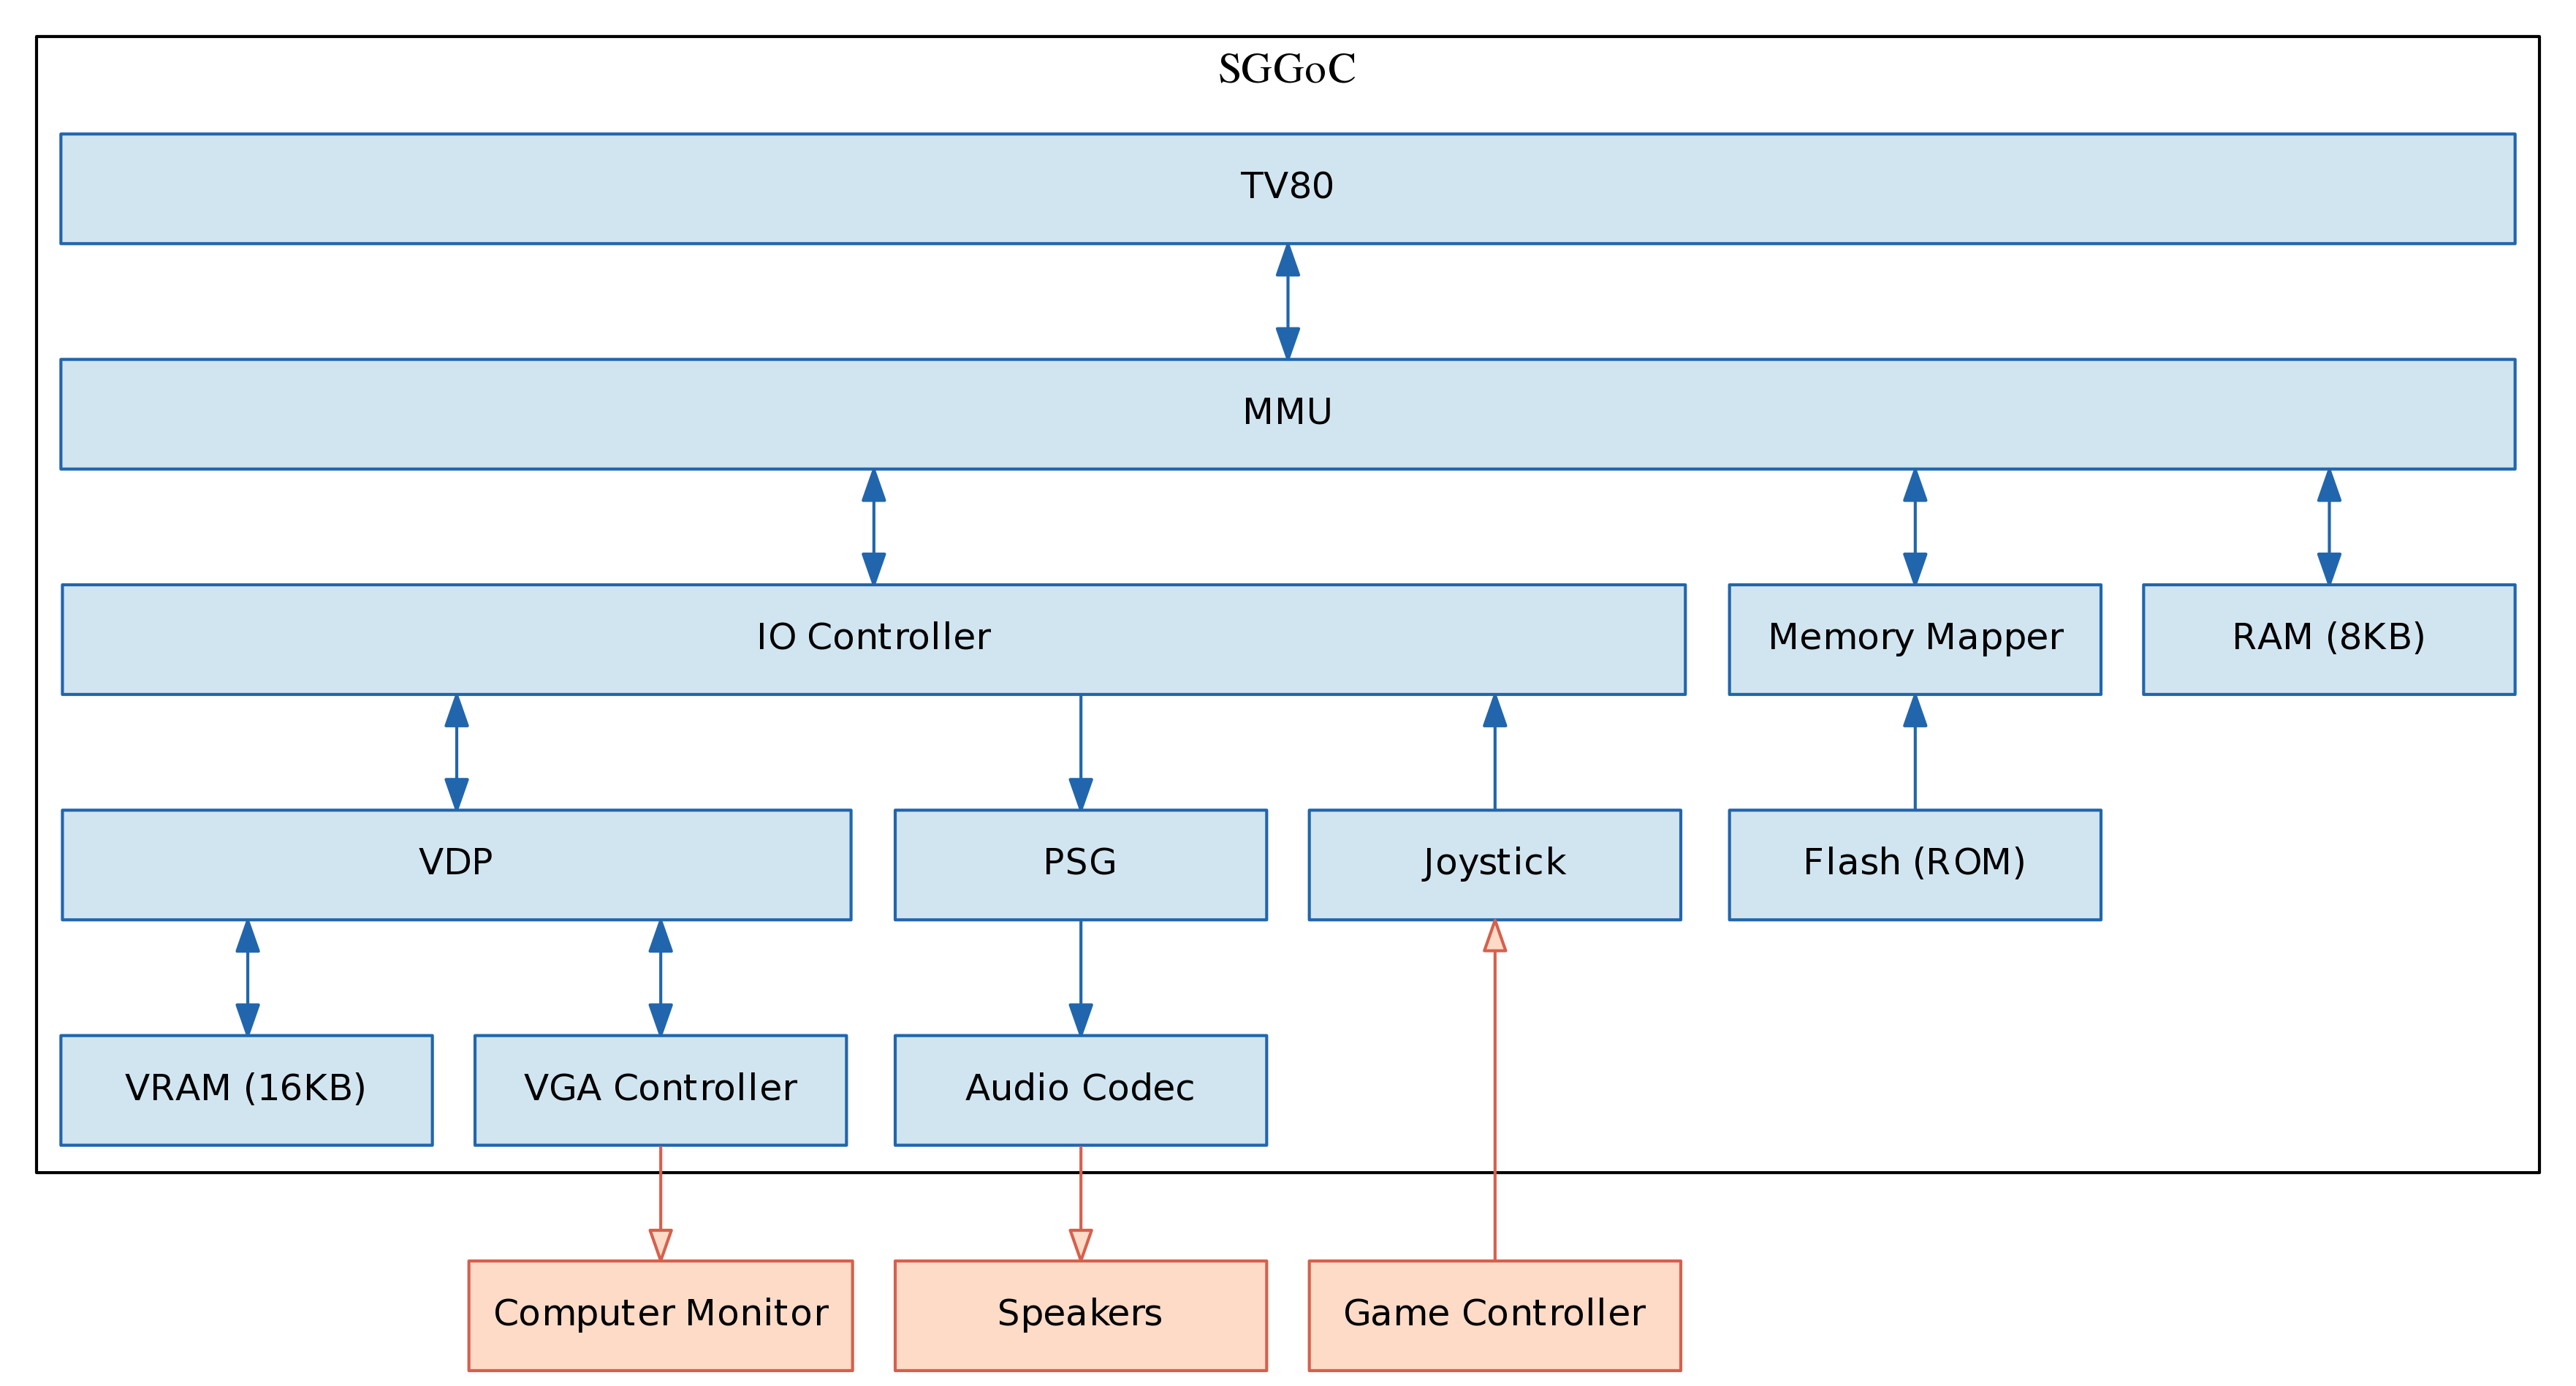 SGGoC
TV80
MMU
IO Controller
Memory Mapper
RAM (8KB)
VDP
PSG
Joystick
Flash (ROM)
VRAM (16KB)
VGA Controller
Audio Codec
Computer Monitor
Speakers
Game Controller